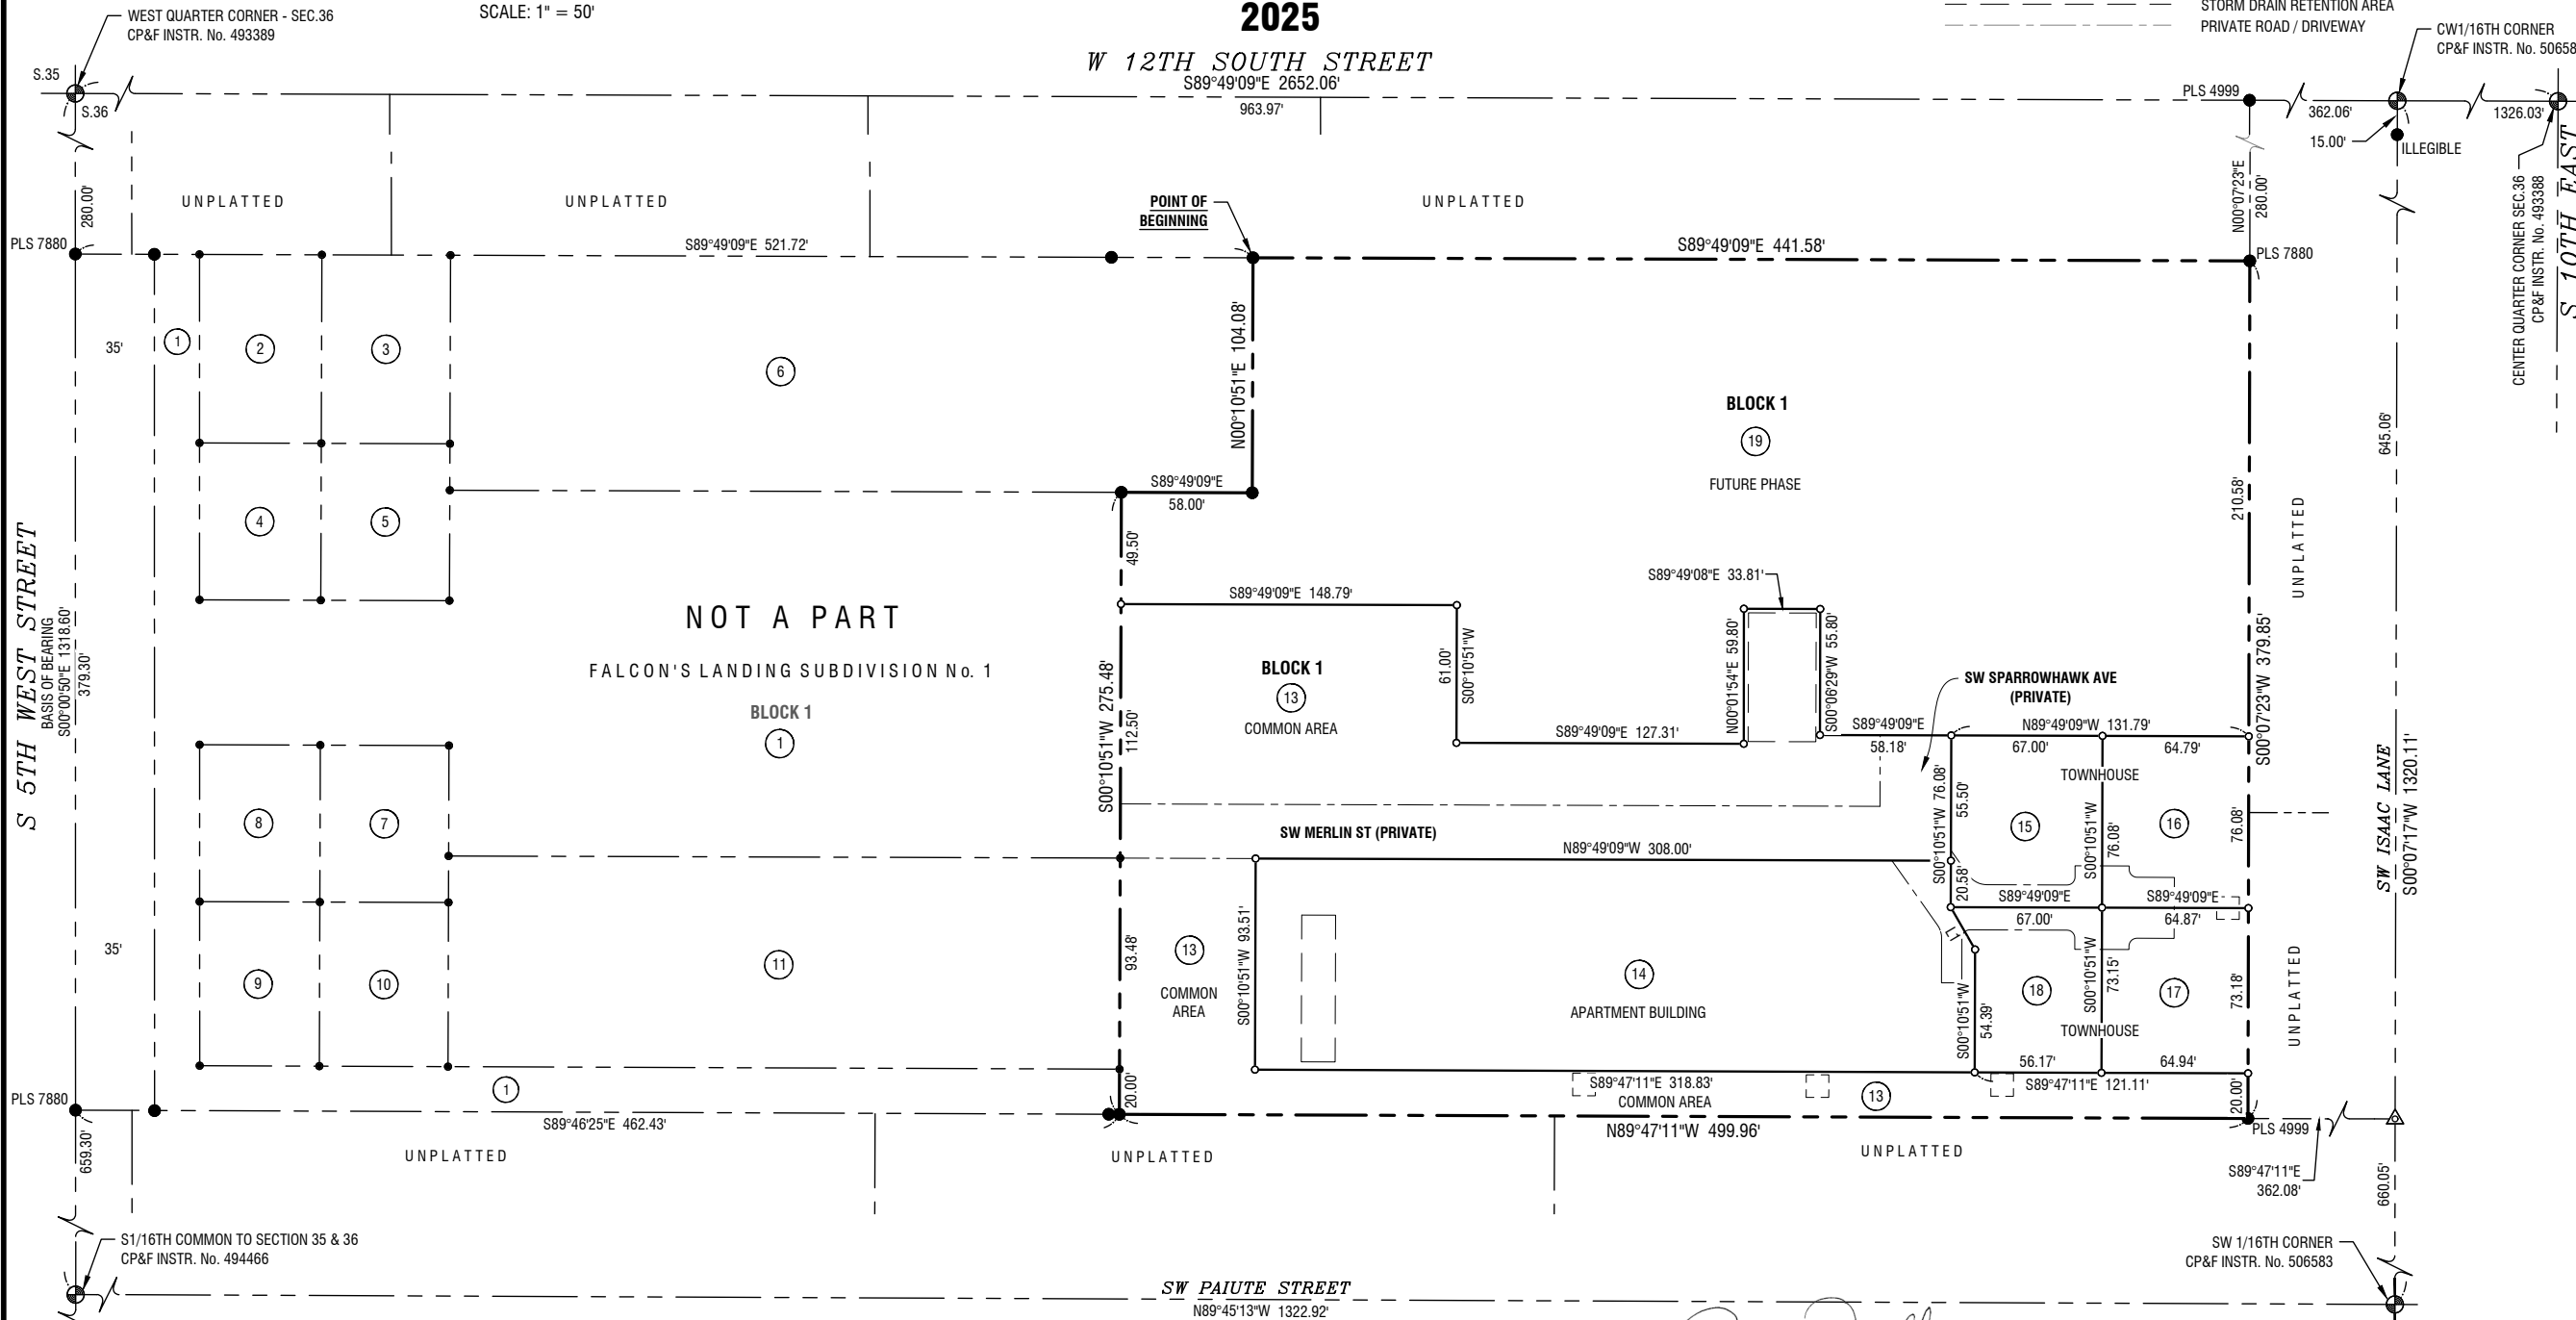 WEST QUARTER CORNER - SEC.36
CP&F INSTR. No. 493389
SCALE: 1" = 50'
2025
STORM DRAIN RETENTION AREA
PRIVATE ROAD / DRIVEWAY
CW1/16TH CORNER
CP&F INSTR. No. 50658
W 12TH SOUTH STREET
S89°49'09"E 2652.06'
963.97'
S.35
S.36
PLS 4999
362.06'
1326.03'
15.00'
ILLEGIBLE
280.00'
UNPLATTED
UNPLATTED
POINT OF
BEGINNING
UNPLATTED
N00°07'23"E
280.00'
CENTER QUARTER CORNER SEC.36
CP&F INSTR. No. 493388
S 10TH EAST
PLS 7880
S89°49'09"E 521.72'
S89°49'09"E 441.58'
PLS 7880
35'
1
2
3
6
N00°10'51"E 104.08'
BLOCK 1
19
FUTURE PHASE
645.06'
4
5
S89°49'09"E
58.00'
49.50'
210.58'
UNPLATTED
S 5TH WEST STREET
BASIS OF BEARING
S00°00'50"E 1318.60'
379.30'
NOT A PART
FALCON'S LANDING SUBDIVISION No. 1
BLOCK 1
1
S89°49'09"E 148.79'
S89°49'08"E 33.81'
S00°10'51"W 275.48'
112.50'
BLOCK 1
13
COMMON AREA
61.00'
S00°10'51"W
N00°01'54"E 59.80'
S00°06'29"W 55.80'
S89°49'09"E 127.31'
SW SPARROWHAWK AVE
(PRIVATE)
S89°49'09"E
58.18'
N89°49'09"W 131.79'
67.00'
64.79'
S00°07'23"W 379.85'
TOWNHOUSE
8
7
SW MERLIN ST (PRIVATE)
N89°49'09"W 308.00'
S00°10'51"W 76.08'
55.50'
20.58'
15
S00°10'51"W
76.08'
16
76.08'
SW ISAAC LANE
S00°07'17"W 1320.11'
S89°49'09"E
67.00'
S89°49'09"E
64.87'
L1
35'
9
10
11
93.48'
13
COMMON
AREA
S00°10'51"W 93.51'
14
APARTMENT BUILDING
S00°10'51"W
54.39'
18
S00°10'51"W
73.15'
17
73.18'
UNPLATTED
TOWNHOUSE
56.17'
64.94'
1
20.00'
S89°47'11"E 318.83'
COMMON AREA
13
S89°47'11"E 121.11'
20.00'
PLS 7880
S89°46'25"E 462.43'
N89°47'11"W 499.96'
PLS 4999
659.30'
UNPLATTED
UNPLATTED
UNPLATTED
S89°47'11"E
362.08'
660.05'
S1/16TH COMMON TO SECTION 35 & 36
CP&F INSTR. No. 494466
SW 1/16TH CORNER
CP&F INSTR. No. 506583
SW PAIUTE STREET
N89°45'13"W 1322.92'